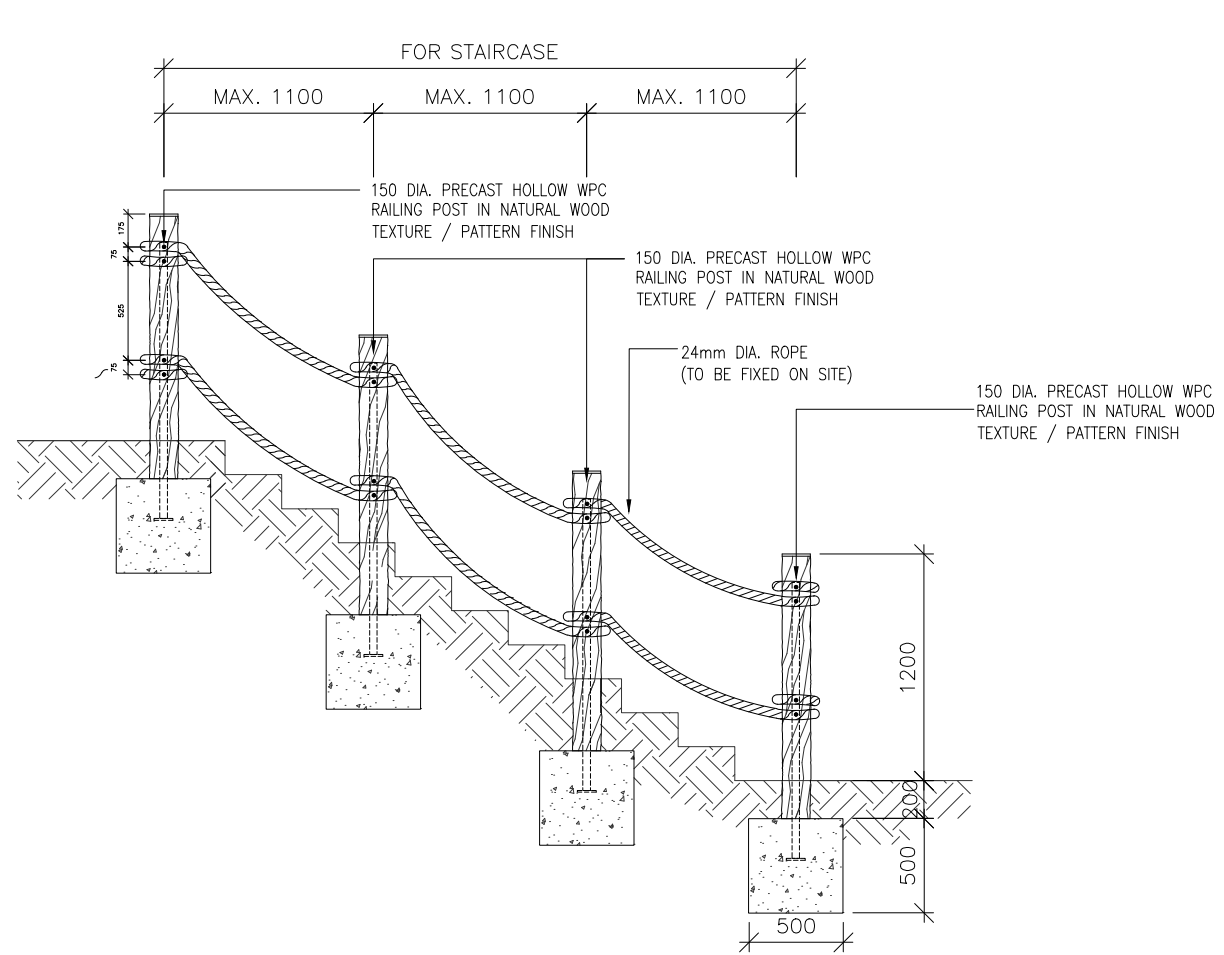 FOR STAIRCASE
MAX. 1100
MAX. 1100
MAX. 1100
150 DIA. PRECAST HOLLOW WPC
RAILING POST IN NATURAL WOOD
TEXTURE / PATTERN FINISH
150 DIA. PRECAST HOLLOW WPC
RAILING POST IN NATURAL WOOD
TEXTURE / PATTERN FINISH
24mm DIA. ROPE
(TO BE FIXED ON SITE)
150 DIA. PRECAST HOLLOW WPC
RAILING POST IN NATURAL WOOD
TEXTURE / PATTERN FINISH
175
75
525
75
1200
200
500
500